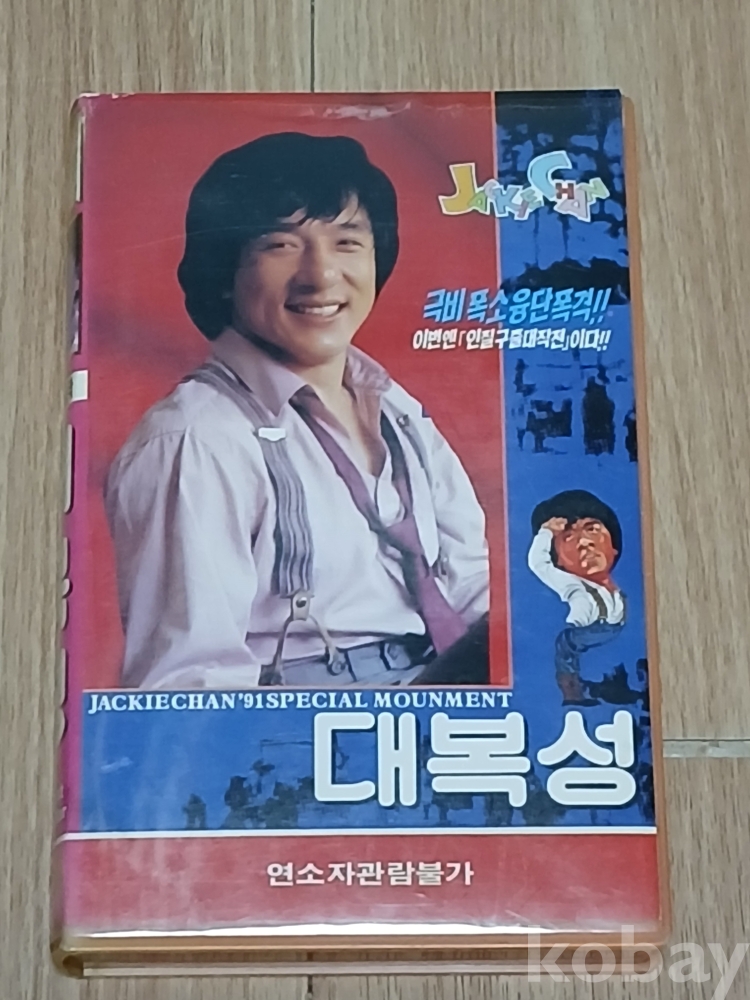 JACKIE CHAN
극비 폭소융단폭격!!
이번엔「인질구출대작전」이다!!
JACKIECHAN'91SPECIAL MOUNMENT
대복성
연소자관람불가
kobay